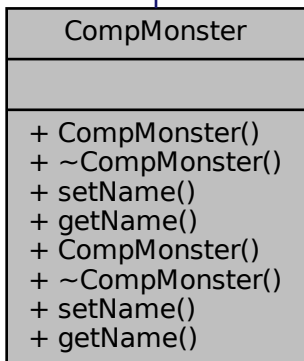 CompMonster
+ CompMonster()
+ ~CompMonster()
+ setName()
+ getName()
+ CompMonster()
+ ~CompMonster()
+ setName()
+ getName()